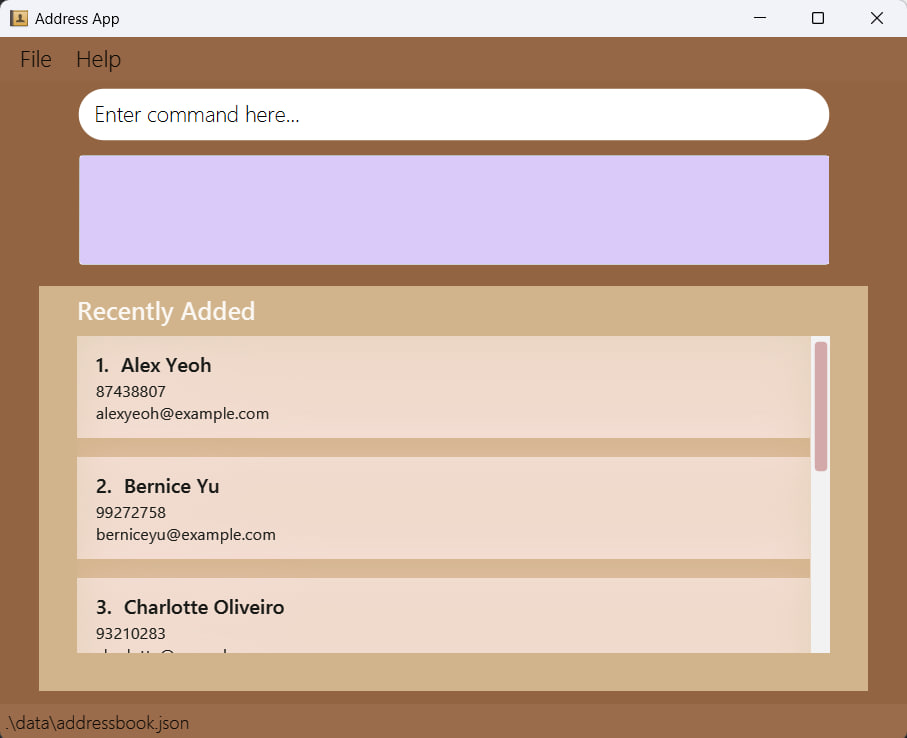 Address App
File Help
Enter command here...
Recently Added
1. Alex Yeoh
87438807
alexyeoh@example.com
2. Bernice Yu
99272758
berniceyu@example.com
3. Charlotte Oliveiro
93210283
.\data\addressbook.json